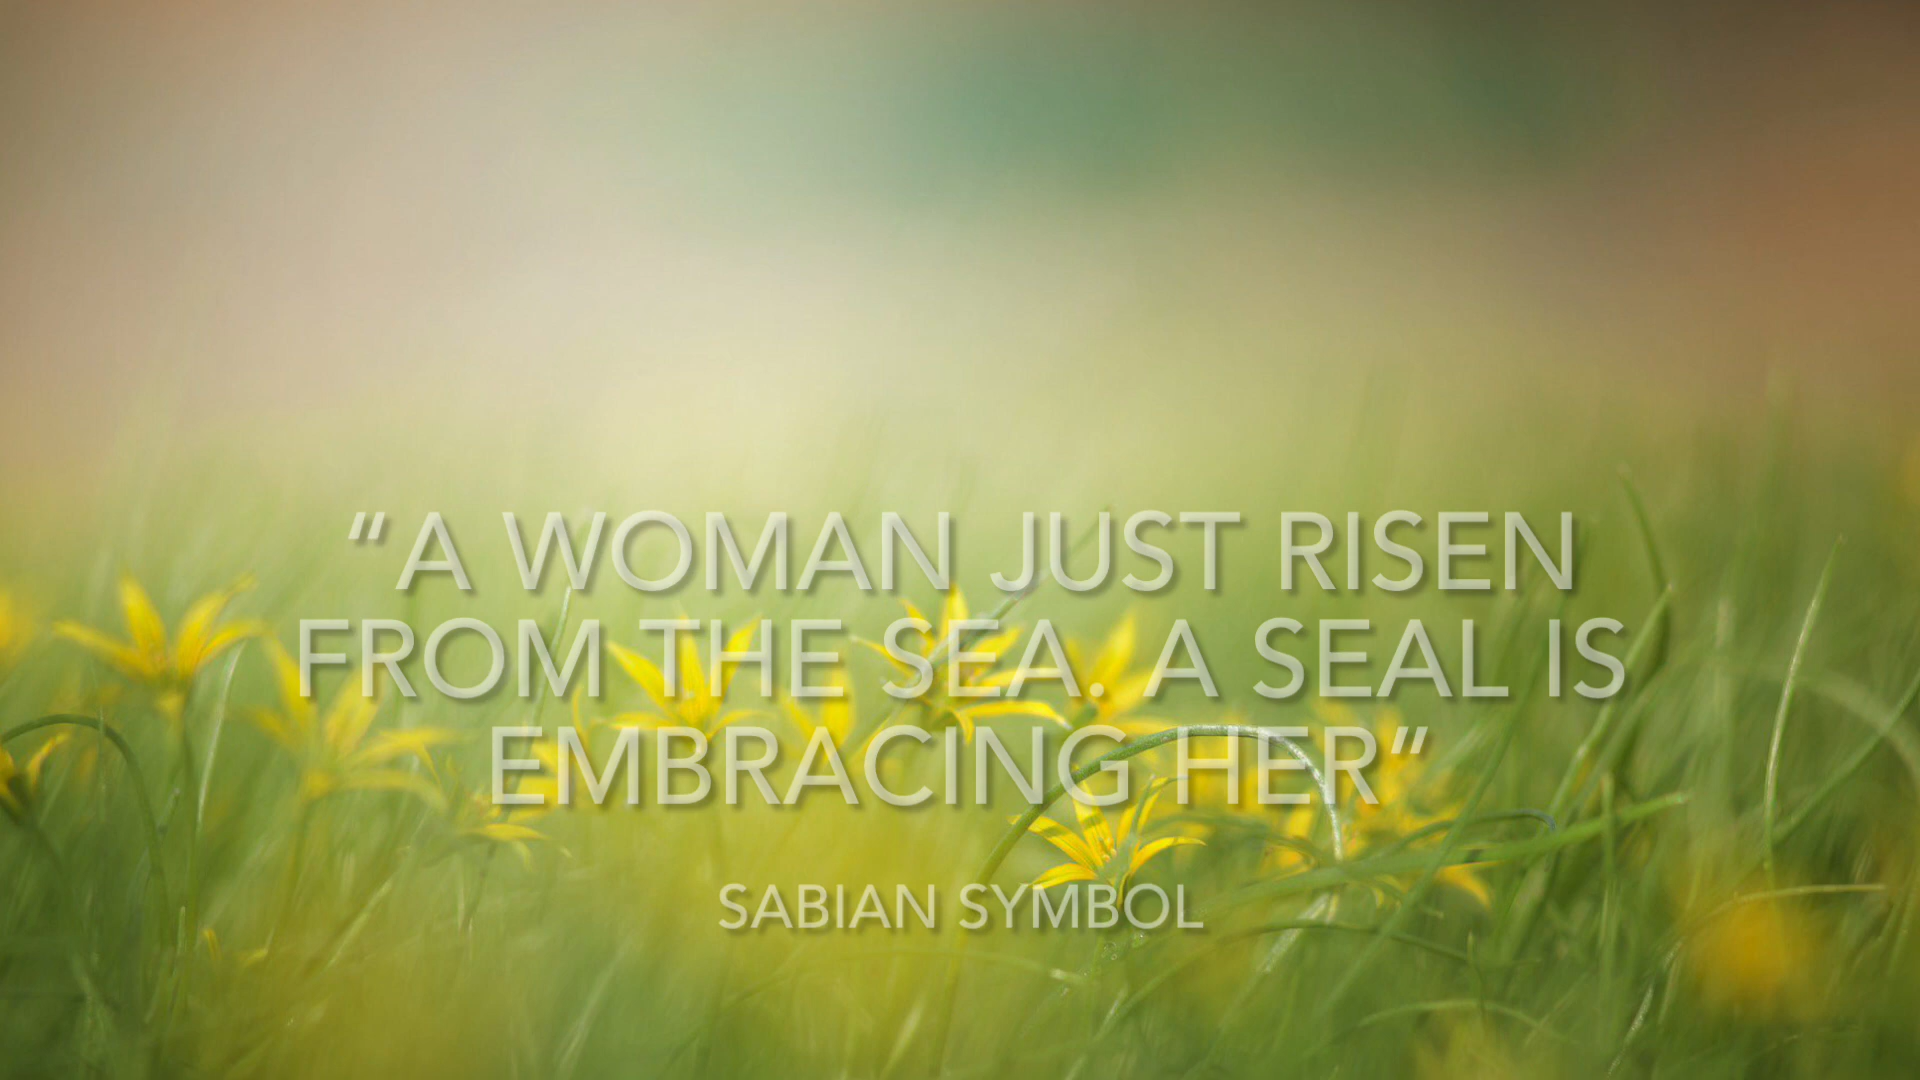 “A WOMAN JUST RISEN
FROM THE SEA. A SEAL IS
EMBRACING HER”
SABIAN SYMBOL